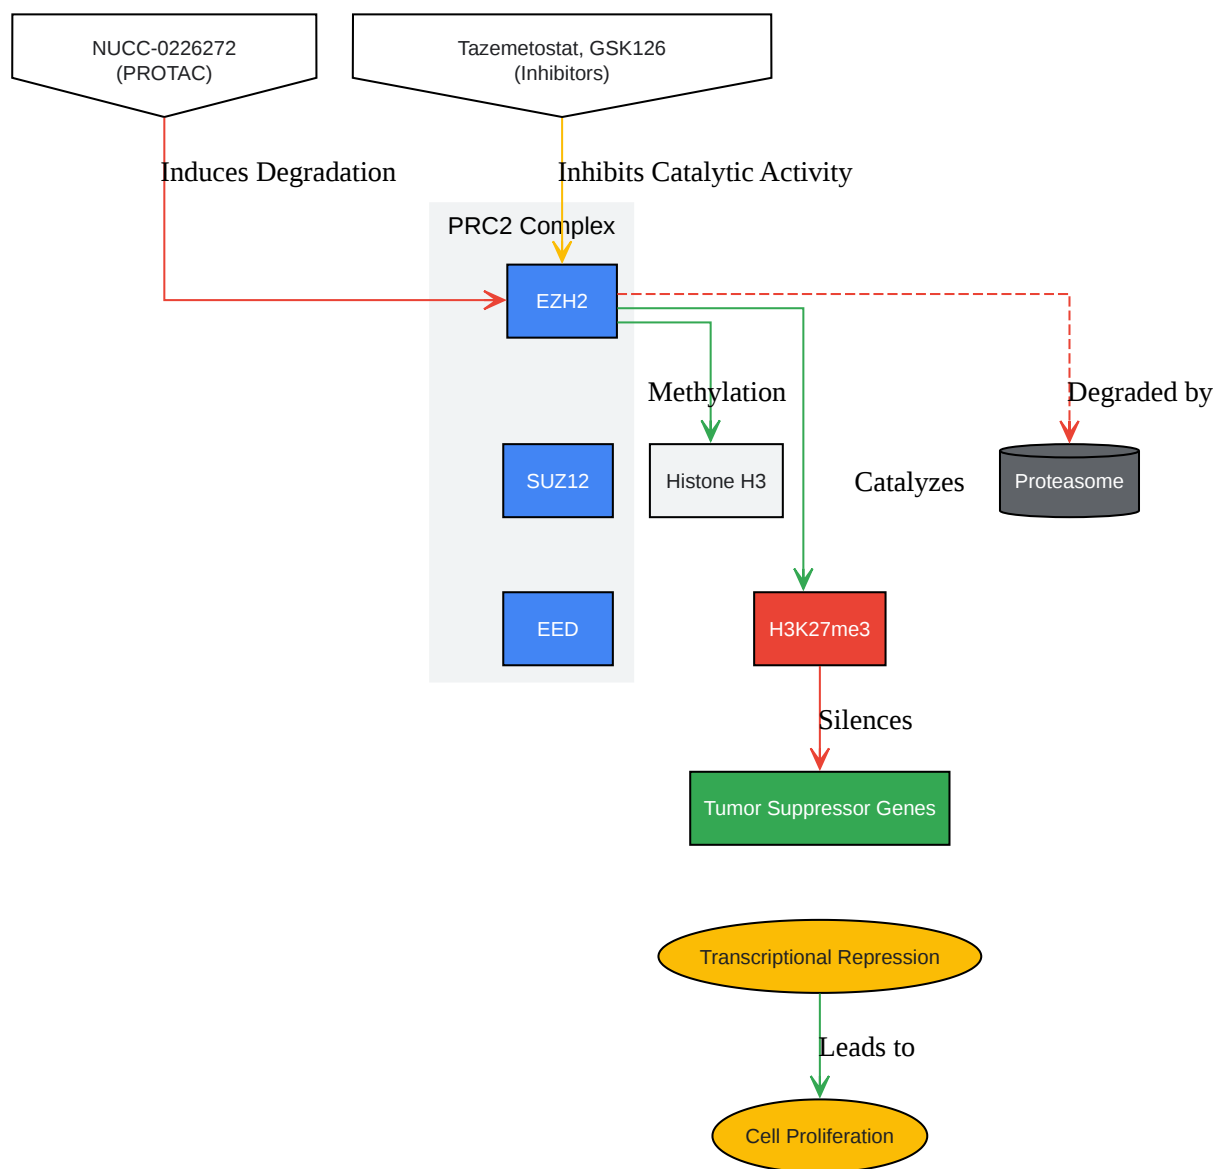 NUCC-0226272
(PROTAC)
Tazemetostat, GSK126
(Inhibitors)
Induces Degradation
Inhibits Catalytic Activity
PRC2 Complex
EZH2
Methylation
Degraded by
SUZ12
Histone H3
Catalyzes
Proteasome
EED
H3K27me3
Silences
Tumor Suppressor Genes
Transcriptional Repression
Leads to
Cell Proliferation